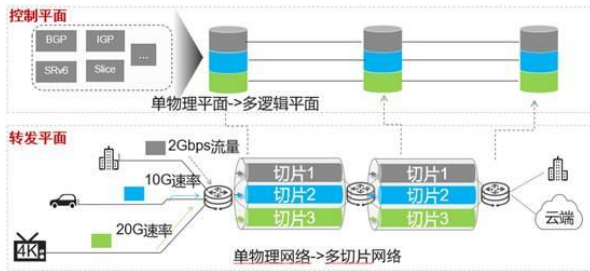 控制平面
BGP
IGP
...
SRv6
Slice
单物理平面->多逻辑平面
转发平面
2Gbps流量
10G速率
20G速率
4K
切片1
切片2
切片3
切片1
切片2
切片3
云端
单物理网络->多切片网络